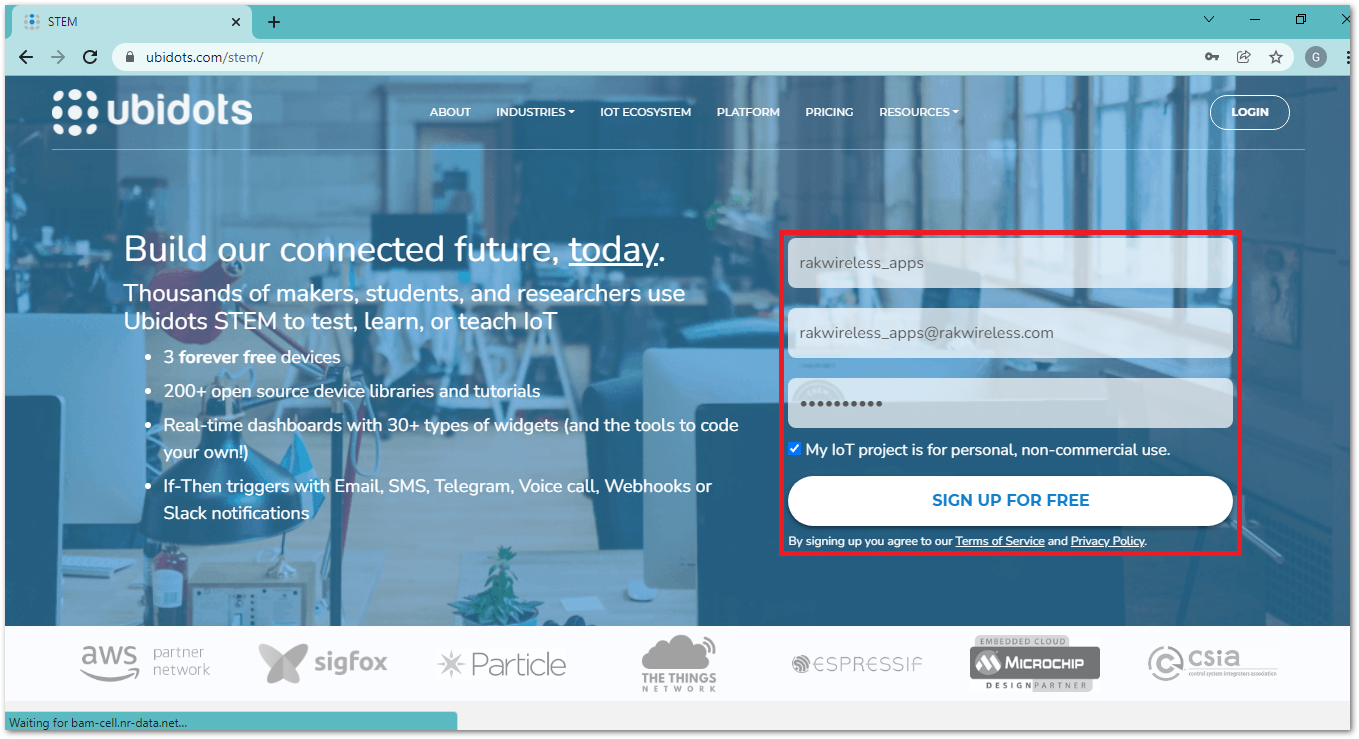 STEM
ubidots.com/stem/
G
ubidots
ABOUT INDUSTRIES IOT ECOSYSTEM PLATFORM PRICING RESOURCES LOGIN
Build our connected future, today.
Thousands of makers, students, and researchers use
Ubidots STEM to test, learn, or teach IoT
• 3 forever free devices
• 200+ open source device libraries and tutorials
• Real-time dashboards with 30+ types of widgets (and the tools to code
your own!)
• If-Then triggers with Email, SMS, Telegram, Voice call, Webhooks or
Slack notifications
rakwireless_apps
rakwireless_apps@rakwireless.com
••••••••••
My IoT project is for personal, non-commercial use.
SIGN UP FOR FREE
By signing up you agree to our Terms of Service and Privacy Policy.
aws partner
network
sigfox
Particle
THE THINGS
NETWORK
ESPRESSIF
EMBEDDED CLOUD
MICROCHIP
DESIGN PARTNER
csia
control system integrators association
Waiting for bam-cell.nr-data.net...